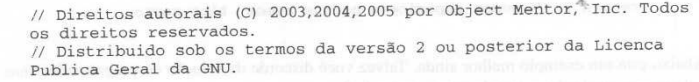 // Direitos autorais (C) 2003,2004,2005 por Object Mentor, Inc. Todos
os direitos reservados.
// Distribuido sob os termos da versão 2 ou posterior da Licenca
Publica Geral da GNU.